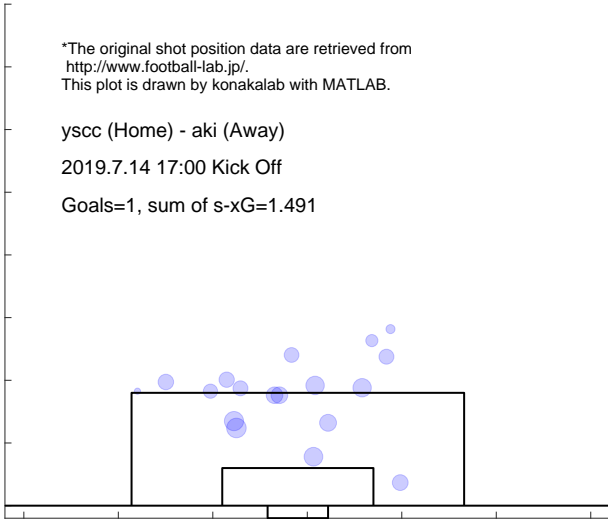 *The original shot position data are retrieved from
http://www.football-lab.jp/.
This plot is drawn by konakalab with MATLAB.
yscc (Home) - aki (Away)
2019.7.14 17:00 Kick Off
Goals=1, sum of s-xG=1.491